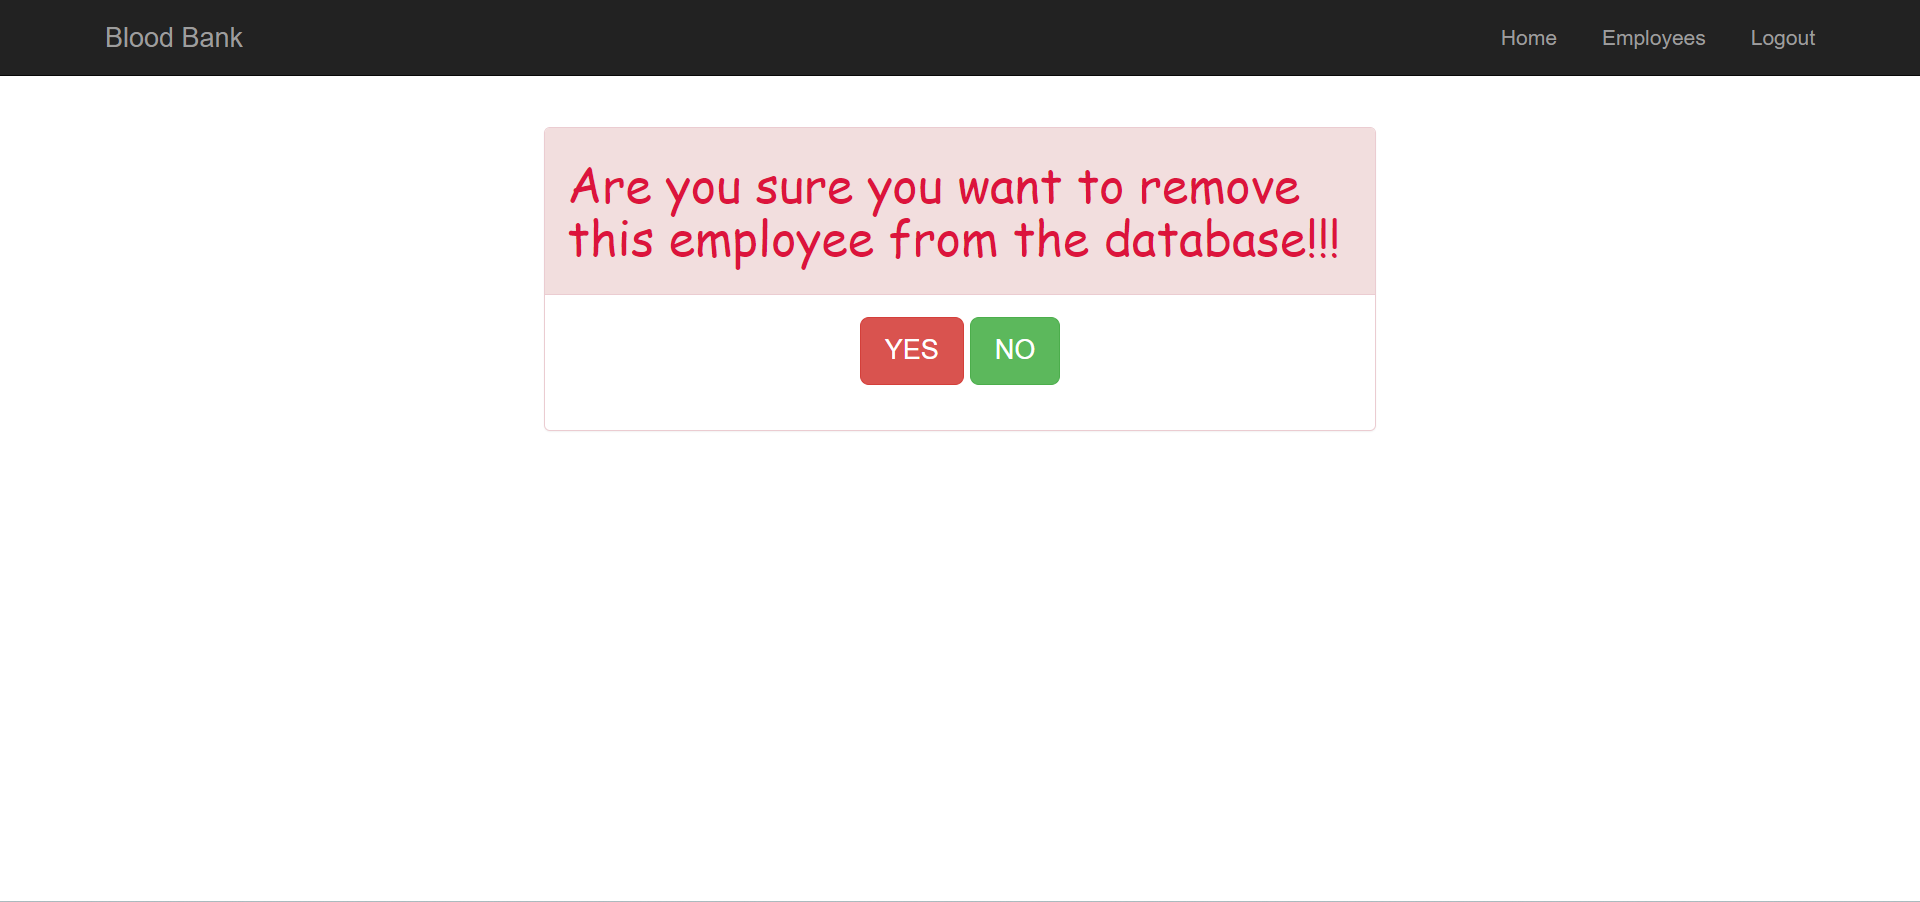 Blood Bank
Home Employees Logout
Are you sure you want to remove
this employee from the database!!!
YES NO